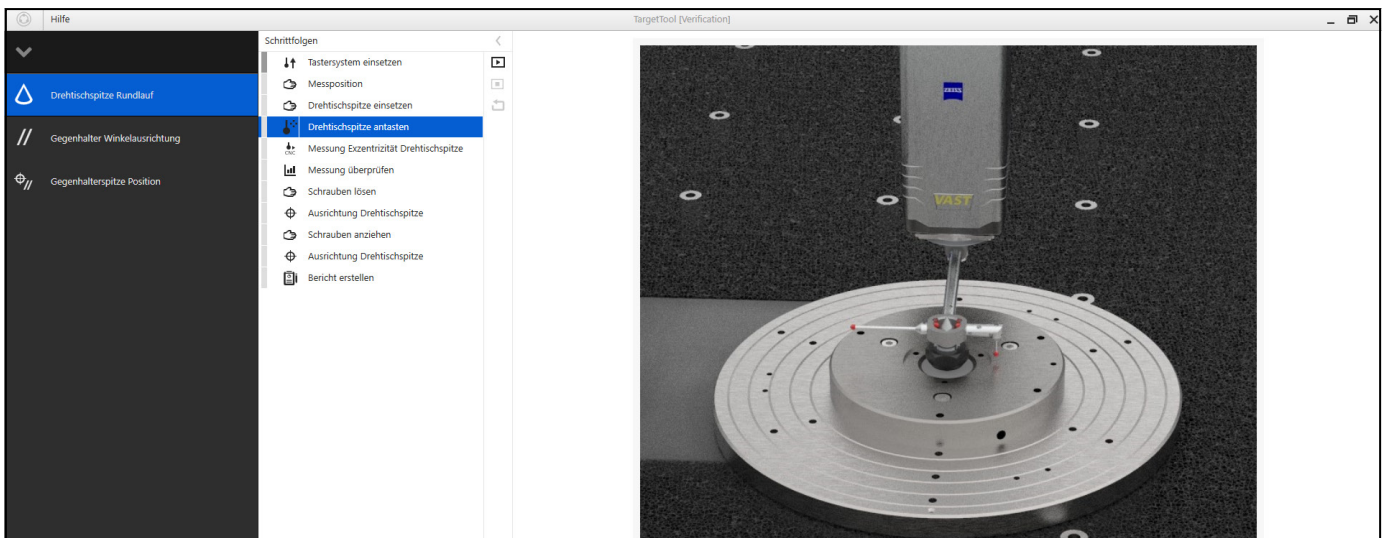 Hilfe
TargetTool [Verification]
Schrittfolgen
Drehtischspitze Rundlauf
Gegenhalter Winkelausrichtung
Gegenhalterspitze Position
Tastersystem einsetzen
Messposition
Drehtischspitze einsetzen
Drehtischspitze antasten
CNC
Messung Exzentrizität Drehtischspitze
Messung überprüfen
Schrauben lösen
Ausrichtung Drehtischspitze
Schrauben anziehen
Ausrichtung Drehtischspitze
Bericht erstellen
ZEISS
VAST